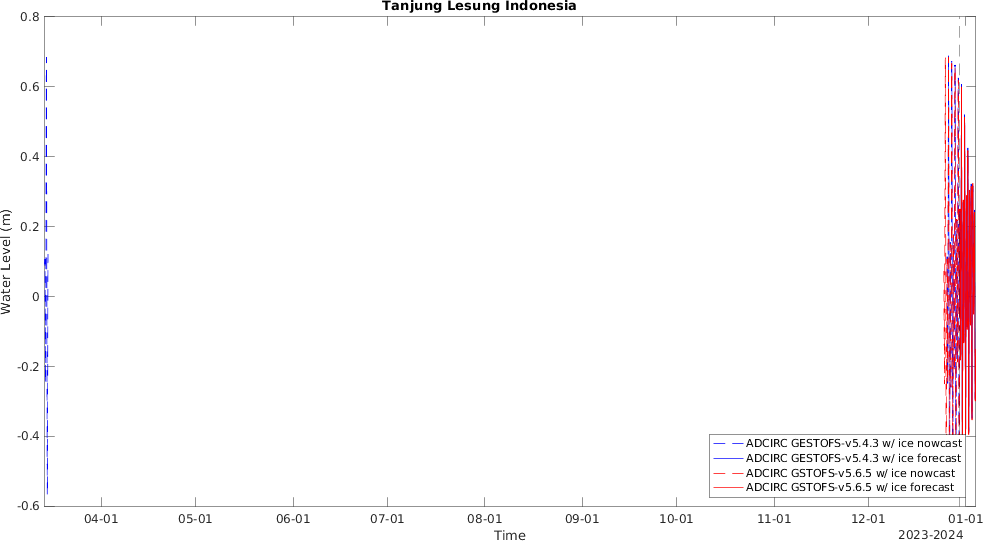 Tanjung Lesung Indonesia
0.8
0.6
0.4
0.2
0
-0.2
-0.4
-0.6
Water Level (m)
ADCIRC GESTOFS-v5.4.3 w/ ice nowcast
ADCIRC GESTOFS-v5.4.3 w/ ice forecast
ADCIRC GSTOFS-v5.6.5 w/ ice nowcast
ADCIRC GSTOFS-v5.6.5 w/ ice forecast
04-01 05-01 06-01 07-01 08-01 09-01 10-01 11-01 12-01 01-01
Time
2023-2024